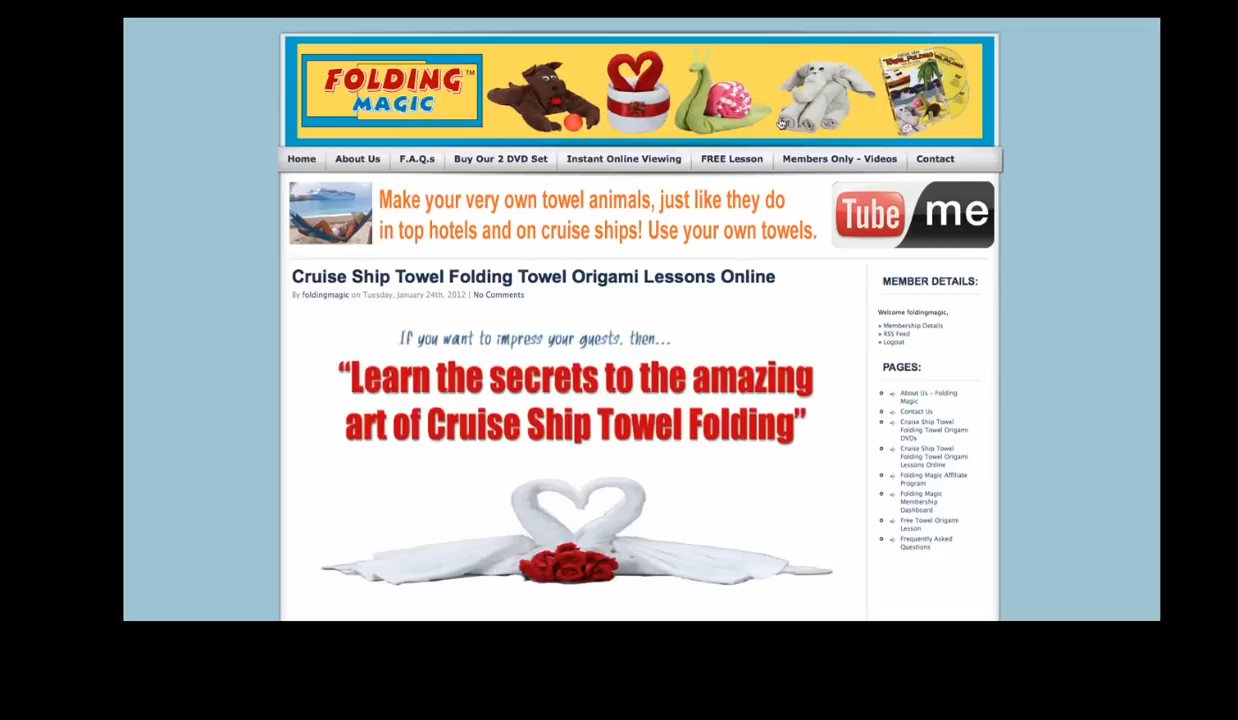 FOLDING™
MAGIC
Home
About Us
F.A.Q.s
Buy Our 2 DVD Set
Instant Online Viewing
FREE Lesson
Members Only - Videos
Contact
Make your very own towel animals, just like they do
in top hotels and on cruise ships! Use your own towels.
Tube me
Cruise Ship Towel Folding Towel Origami Lessons Online
By foldingmagic on Tuesday, January 24th, 2012 | No Comments
If you want to impress your guests, then...
“Learn the secrets to the amazing
art of Cruise Ship Towel Folding”
MEMBER DETAILS:
Welcome foldingmagic,
» Membership Details
» RSS Feed
» Logout
PAGES:
About Us – Folding
Magic
Contact Us
Cruise Ship Towel
Folding Towel Origami
DVDs
Cruise Ship Towel
Folding Towel Origami
Lessons Online
Folding Magic Affiliate
Program
Folding Magic
Membership
Dashboard
Free Towel Origami
Lesson
Frequently Asked
Questions